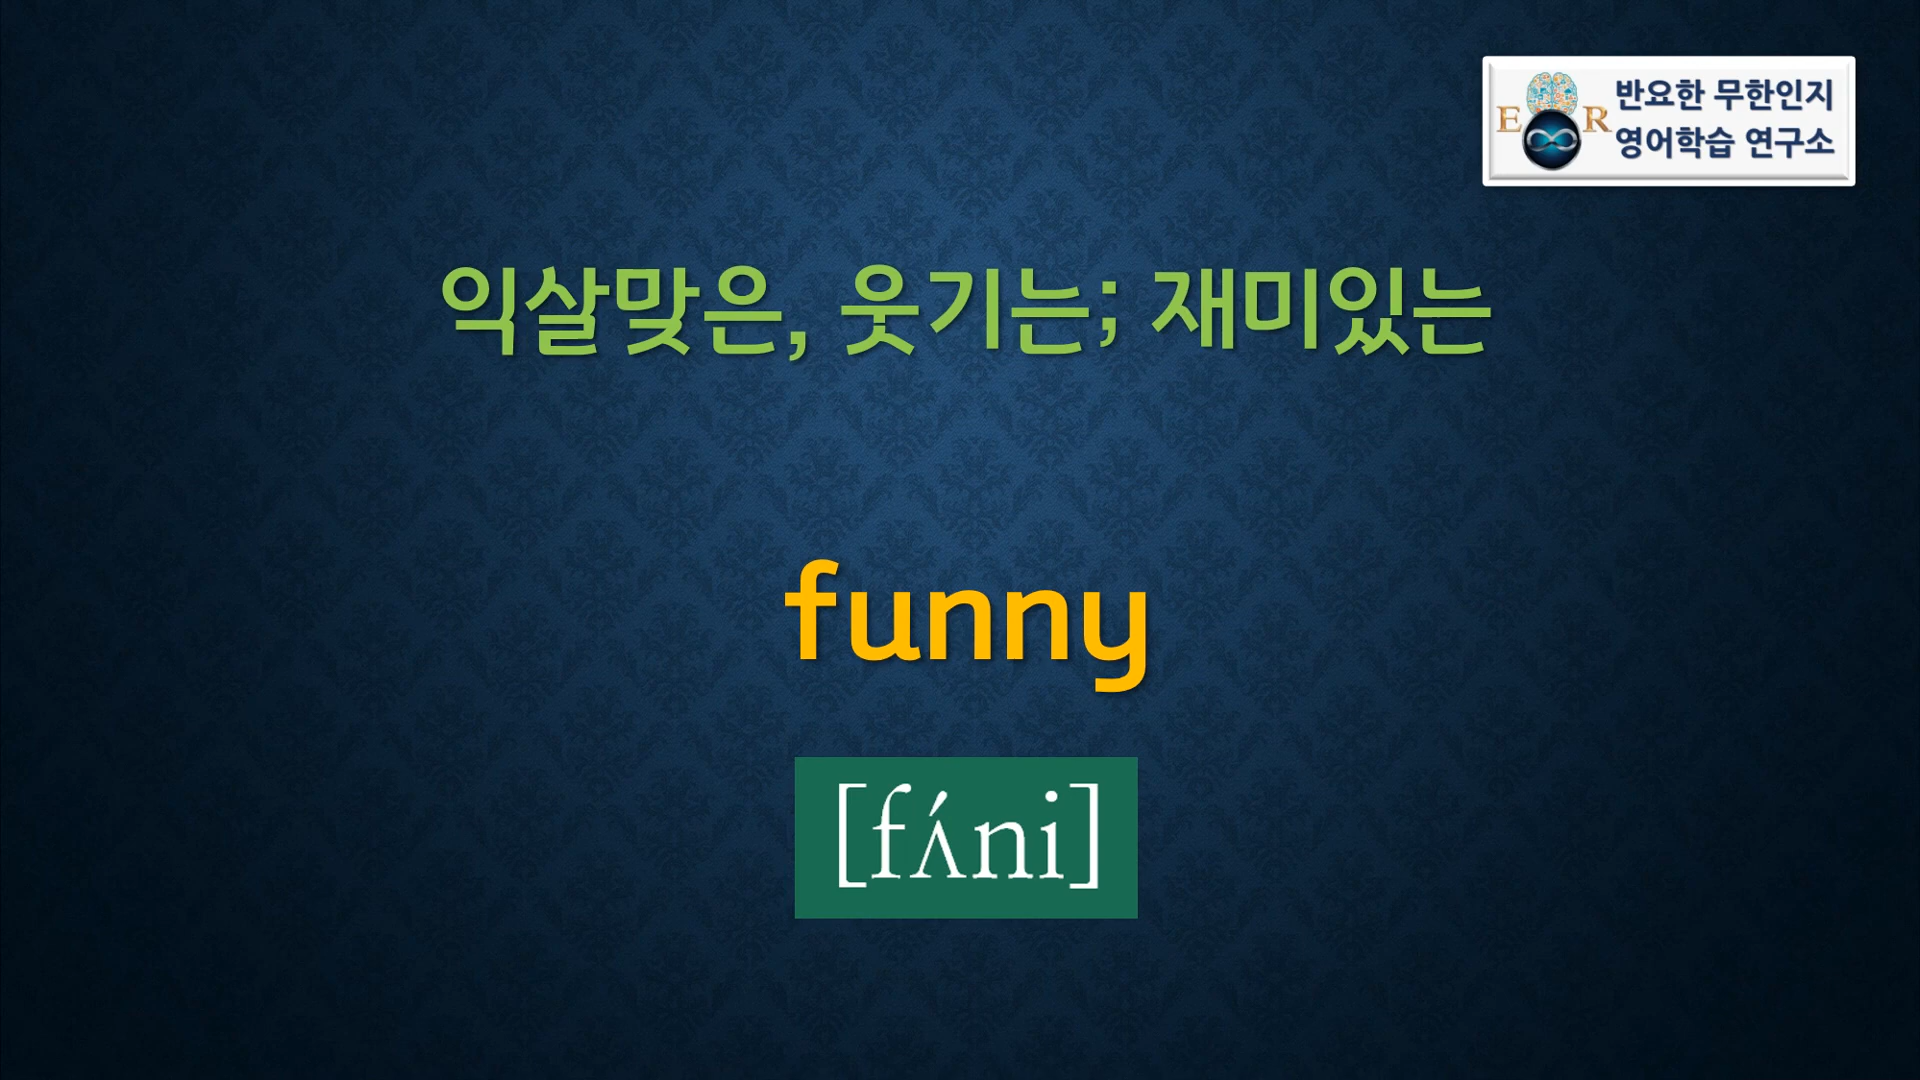 E R
반요한 무한인지
영어학습 연구소
익살맞은, 웃기는; 재미있는
funny
[fʌ́ni]